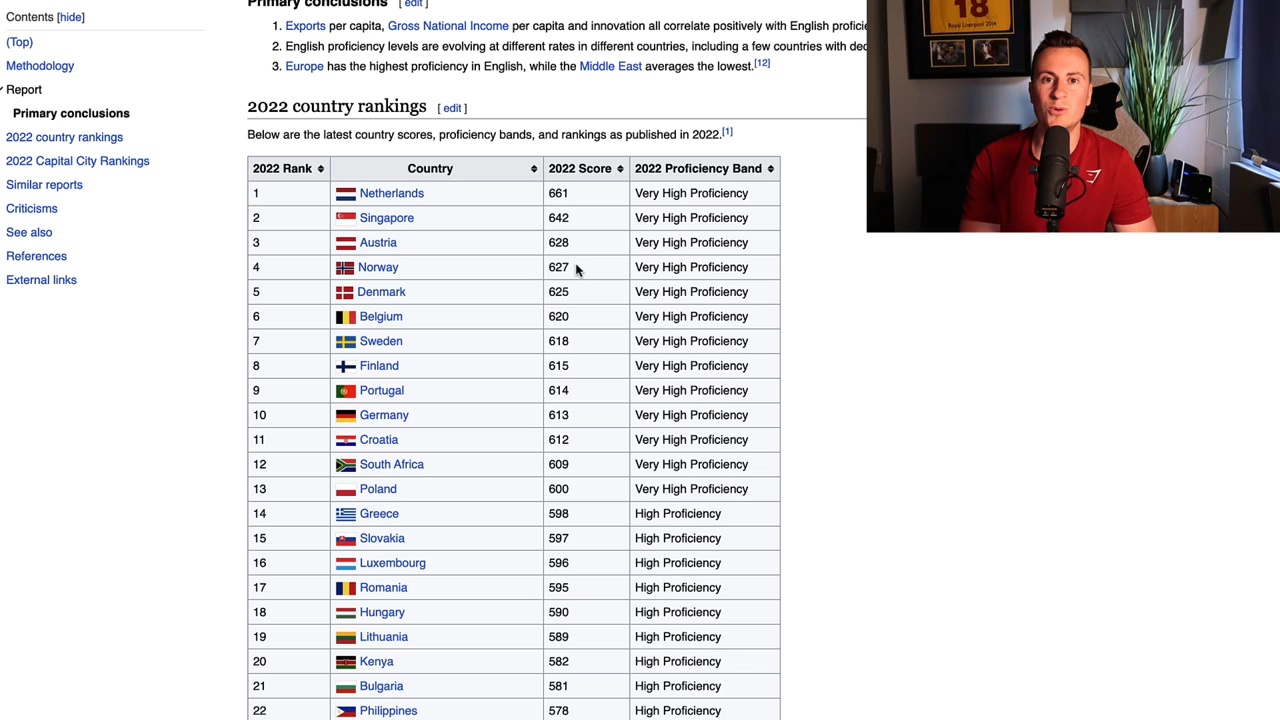 Contents [hide]
(Top)
Methodology
Report
Primary conclusions
2022 country rankings
2022 Capital City Rankings
Similar reports
Criticisms
See also
References
External links
Primary conclusions [ edit ]
1. Exports per capita, Gross National Income per capita and innovation all correlate positively with English
2. English proficiency levels are evolving at different rates in different countries, including a few countries with
3. Europe has the highest proficiency in English, while the Middle East averages the lowest.[12]
2022 country rankings [ edit ]
Below are the latest country scores, proficiency bands, and rankings as published in 2022.[1]
2022 Rank Country 2022 Score 2022 Proficiency Band
1 Netherlands 661 Very High Proficiency
2 Singapore 642 Very High Proficiency
3 Austria 628 Very High Proficiency
4 Norway 627 Very High Proficiency
5 Denmark 625 Very High Proficiency
6 Belgium 620 Very High Proficiency
7 Sweden 618 Very High Proficiency
8 Finland 615 Very High Proficiency
9 Portugal 614 Very High Proficiency
10 Germany 613 Very High Proficiency
11 Croatia 612 Very High Proficiency
12 South Africa 609 Very High Proficiency
13 Poland 600 Very High Proficiency
14 Greece 598 High Proficiency
15 Slovakia 597 High Proficiency
16 Luxembourg 596 High Proficiency
17 Romania 595 High Proficiency
18 Hungary 590 High Proficiency
19 Lithuania 589 High Proficiency
20 Kenya 582 High Proficiency
21 Bulgaria 581 High Proficiency
22 Philippines 578 High Proficiency
18
Royal Liverpool 2014